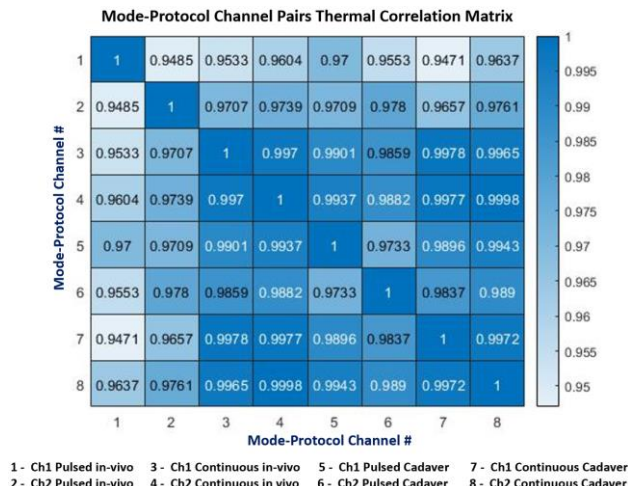 Mode-Protocol Channel Pairs Thermal Correlation Matrix
Mode-Protocol Channel #
1 1 0.9485 0.9533 0.9604 0.97 0.9553 0.9471 0.9637
2 0.9485 1 0.9707 0.9739 0.9709 0.978 0.9657 0.9761
3 0.9533 0.9707 1 0.997 0.9901 0.9859 0.9978 0.9965
4 0.9604 0.9739 0.997 1 0.9937 0.9882 0.9977 0.9998
5 0.97 0.9709 0.9901 0.9937 1 0.9733 0.9896 0.9943
6 0.9553 0.978 0.9859 0.9882 0.9733 1 0.9837 0.989
7 0.9471 0.9657 0.9978 0.9977 0.9896 0.9837 1 0.9972
8 0.9637 0.9761 0.9965 0.9998 0.9943 0.989 0.9972 1
1 2 3 4 5 6 7 8
Mode-Protocol Channel #
1
0.995
0.99
0.985
0.98
0.975
0.97
0.965
0.96
0.955
0.95
1 - Ch1 Pulsed in-vivo 3 - Ch1 Continuous in-vivo 5 - Ch1 Pulsed Cadaver 7 - Ch1 Continuous Cadaver
2 - Ch2 Pulsed in-vivo 4 - Ch2 Continuous in vivo 6 - Ch2 Pulsed Cadaver 8 - Ch2 Continuous Cadaver